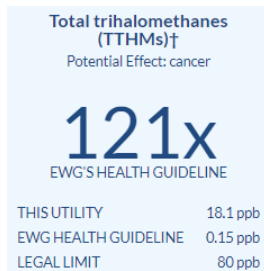 Total trihalomethanes
(TTHMs)†
Potential Effect: cancer
121x
EWG'S HEALTH GUIDELINE
THIS UTILITY 18.1 ppb
EWG HEALTH GUIDELINE 0.15 ppb
LEGAL LIMIT 80 ppb